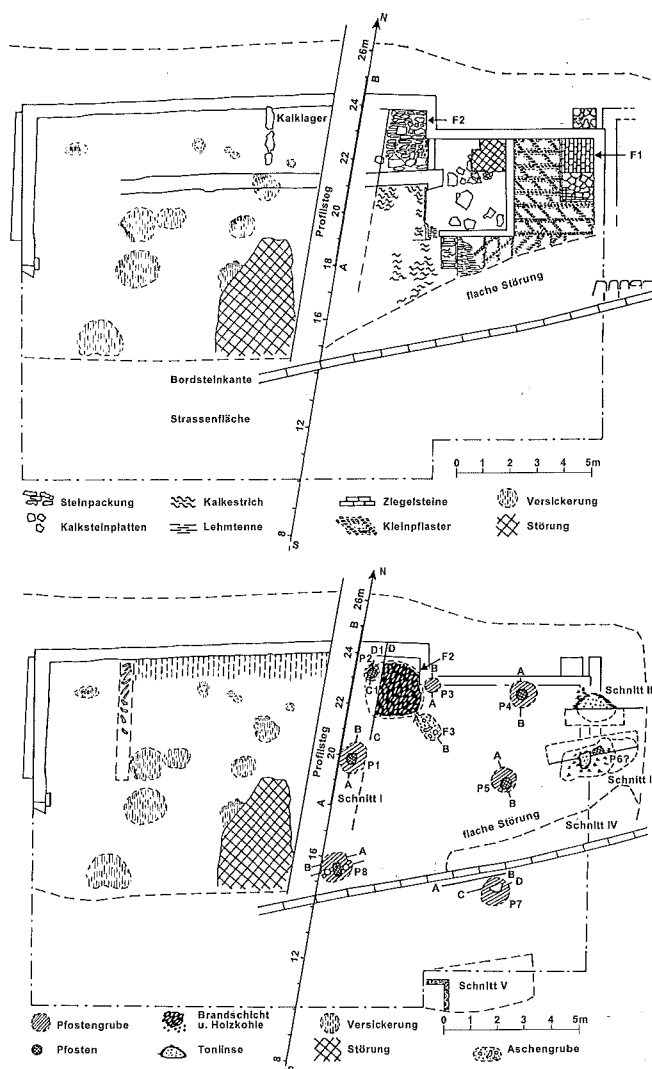 N
26m
B
24
Kalklager
F2
F1
22
Profilsteg
20
18
A
flache Störung
16
Bordsteinkante
Strassenfläche
12
0 1 2 3 4 5m
Steinpackung
Kalkestrich
Ziegelsteine
Versickerung
Kalksteinplatten
Lehmtenne
Kleinpflaster
Störung
8
S
N
26m
B
24
D1 D
F2
P2
B
A
C1
A P3
P4
B
Schnitt II
22
C
F3
B
Profilsteg
20
B
P1
A
A
P5
B
P6?
Schnitt I
A
Schnitt I
flache Störung
Schnitt IV
16
A
B
P8
A B
C D
P7
12
Schnitt V
0 1 2 3 4 5m
Pfostengrube
Brandschicht
u. Holzkohle
Versickerung
Pfosten
Tonlinse
Störung
Aschengrube
8